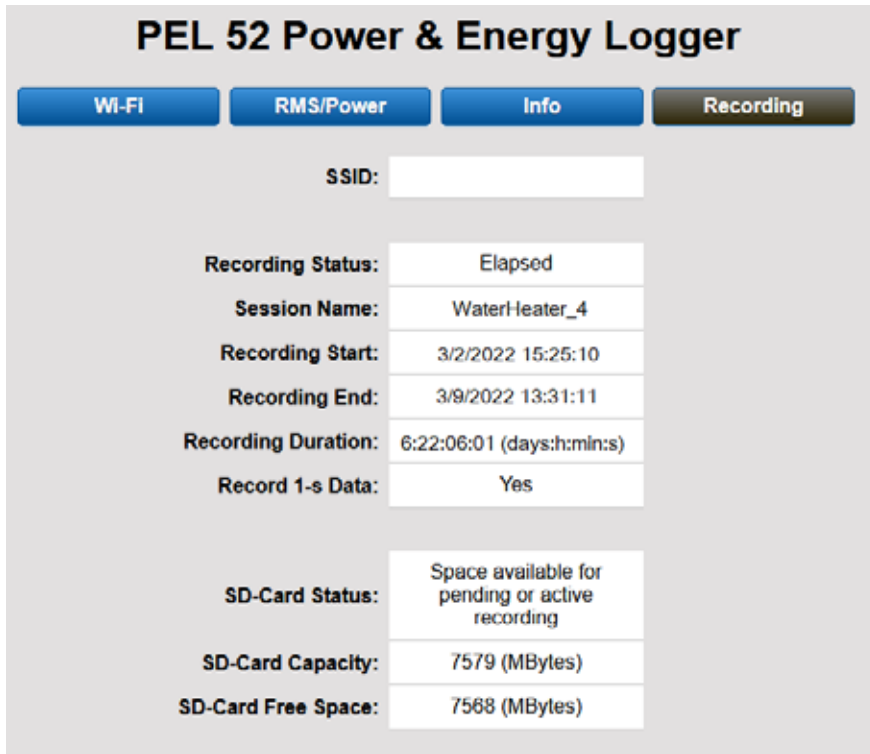 PEL 52 Power & Energy Logger
Wi-Fi RMS/Power Info Recording
SSID:
Recording Status: Elapsed
Session Name: WaterHeater_4
Recording Start: 3/2/2022 15:25:10
Recording End: 3/9/2022 13:31:11
Recording Duration: 6:22:06:01 (days:h:min:s)
Record 1-s Data: Yes
SD-Card Status: Space available for
pending or active
recording
SD-Card Capacity: 7579 (MBytes)
SD-Card Free Space: 7568 (MBytes)